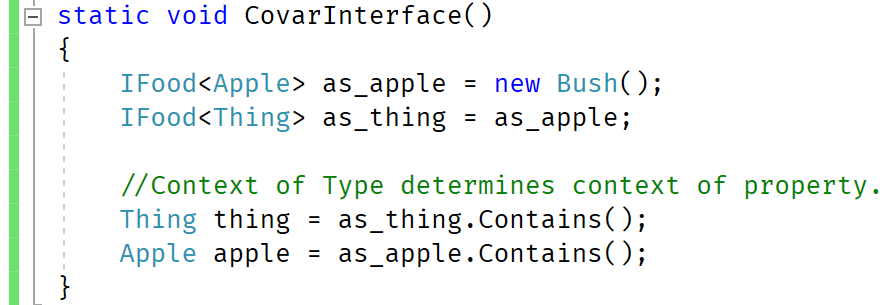 static void CovarInterface()
{
IFood<Apple> as_apple = new Bush();
IFood<Thing> as_thing = as_apple;
//Context of Type determines context of property.
Thing thing = as_thing.Contains();
Apple apple = as_apple.Contains();
}